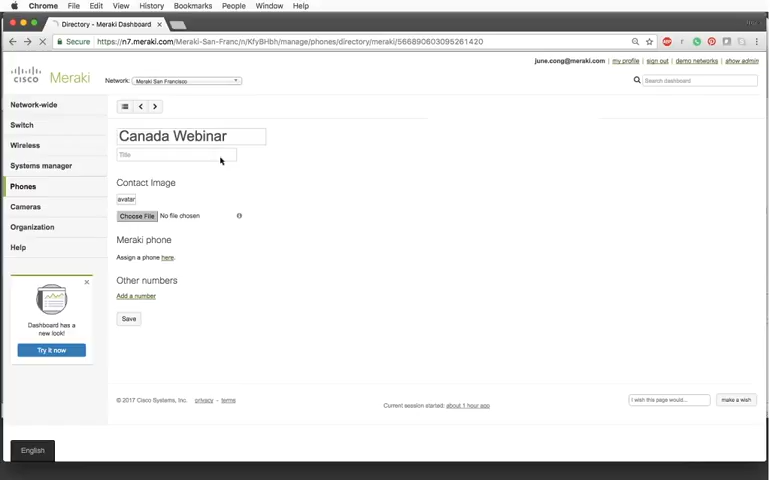 Chrome File Edit View History Bookmarks People Window Help
Directory - Meraki Dashboard
Secure https://n7.meraki.com/Meraki-San-Franc/n/KfyBHbh/manage/phones/directory/meraki/566890603095261420
june.cong@meraki.com my profile sign out demo networks ahow admin
cisco Meraki
Network: Meraki San Francisco
Search dashboard
Network-wide
Switch
Wireless
Systems manager
Phones
Cameras
Organization
Help
Canada Webinar
Title
Contact Image
avatar
Choose File No file chosen
Meraki phone
Assign a phone here.
Other numbers
Add a number
Save
Dashboard has a
new look!
Try it now
© 2017 Cisco Systems, Inc. privacy - terms
Current session started: about 1 hour ago
I wish this page would...
make a wish
English